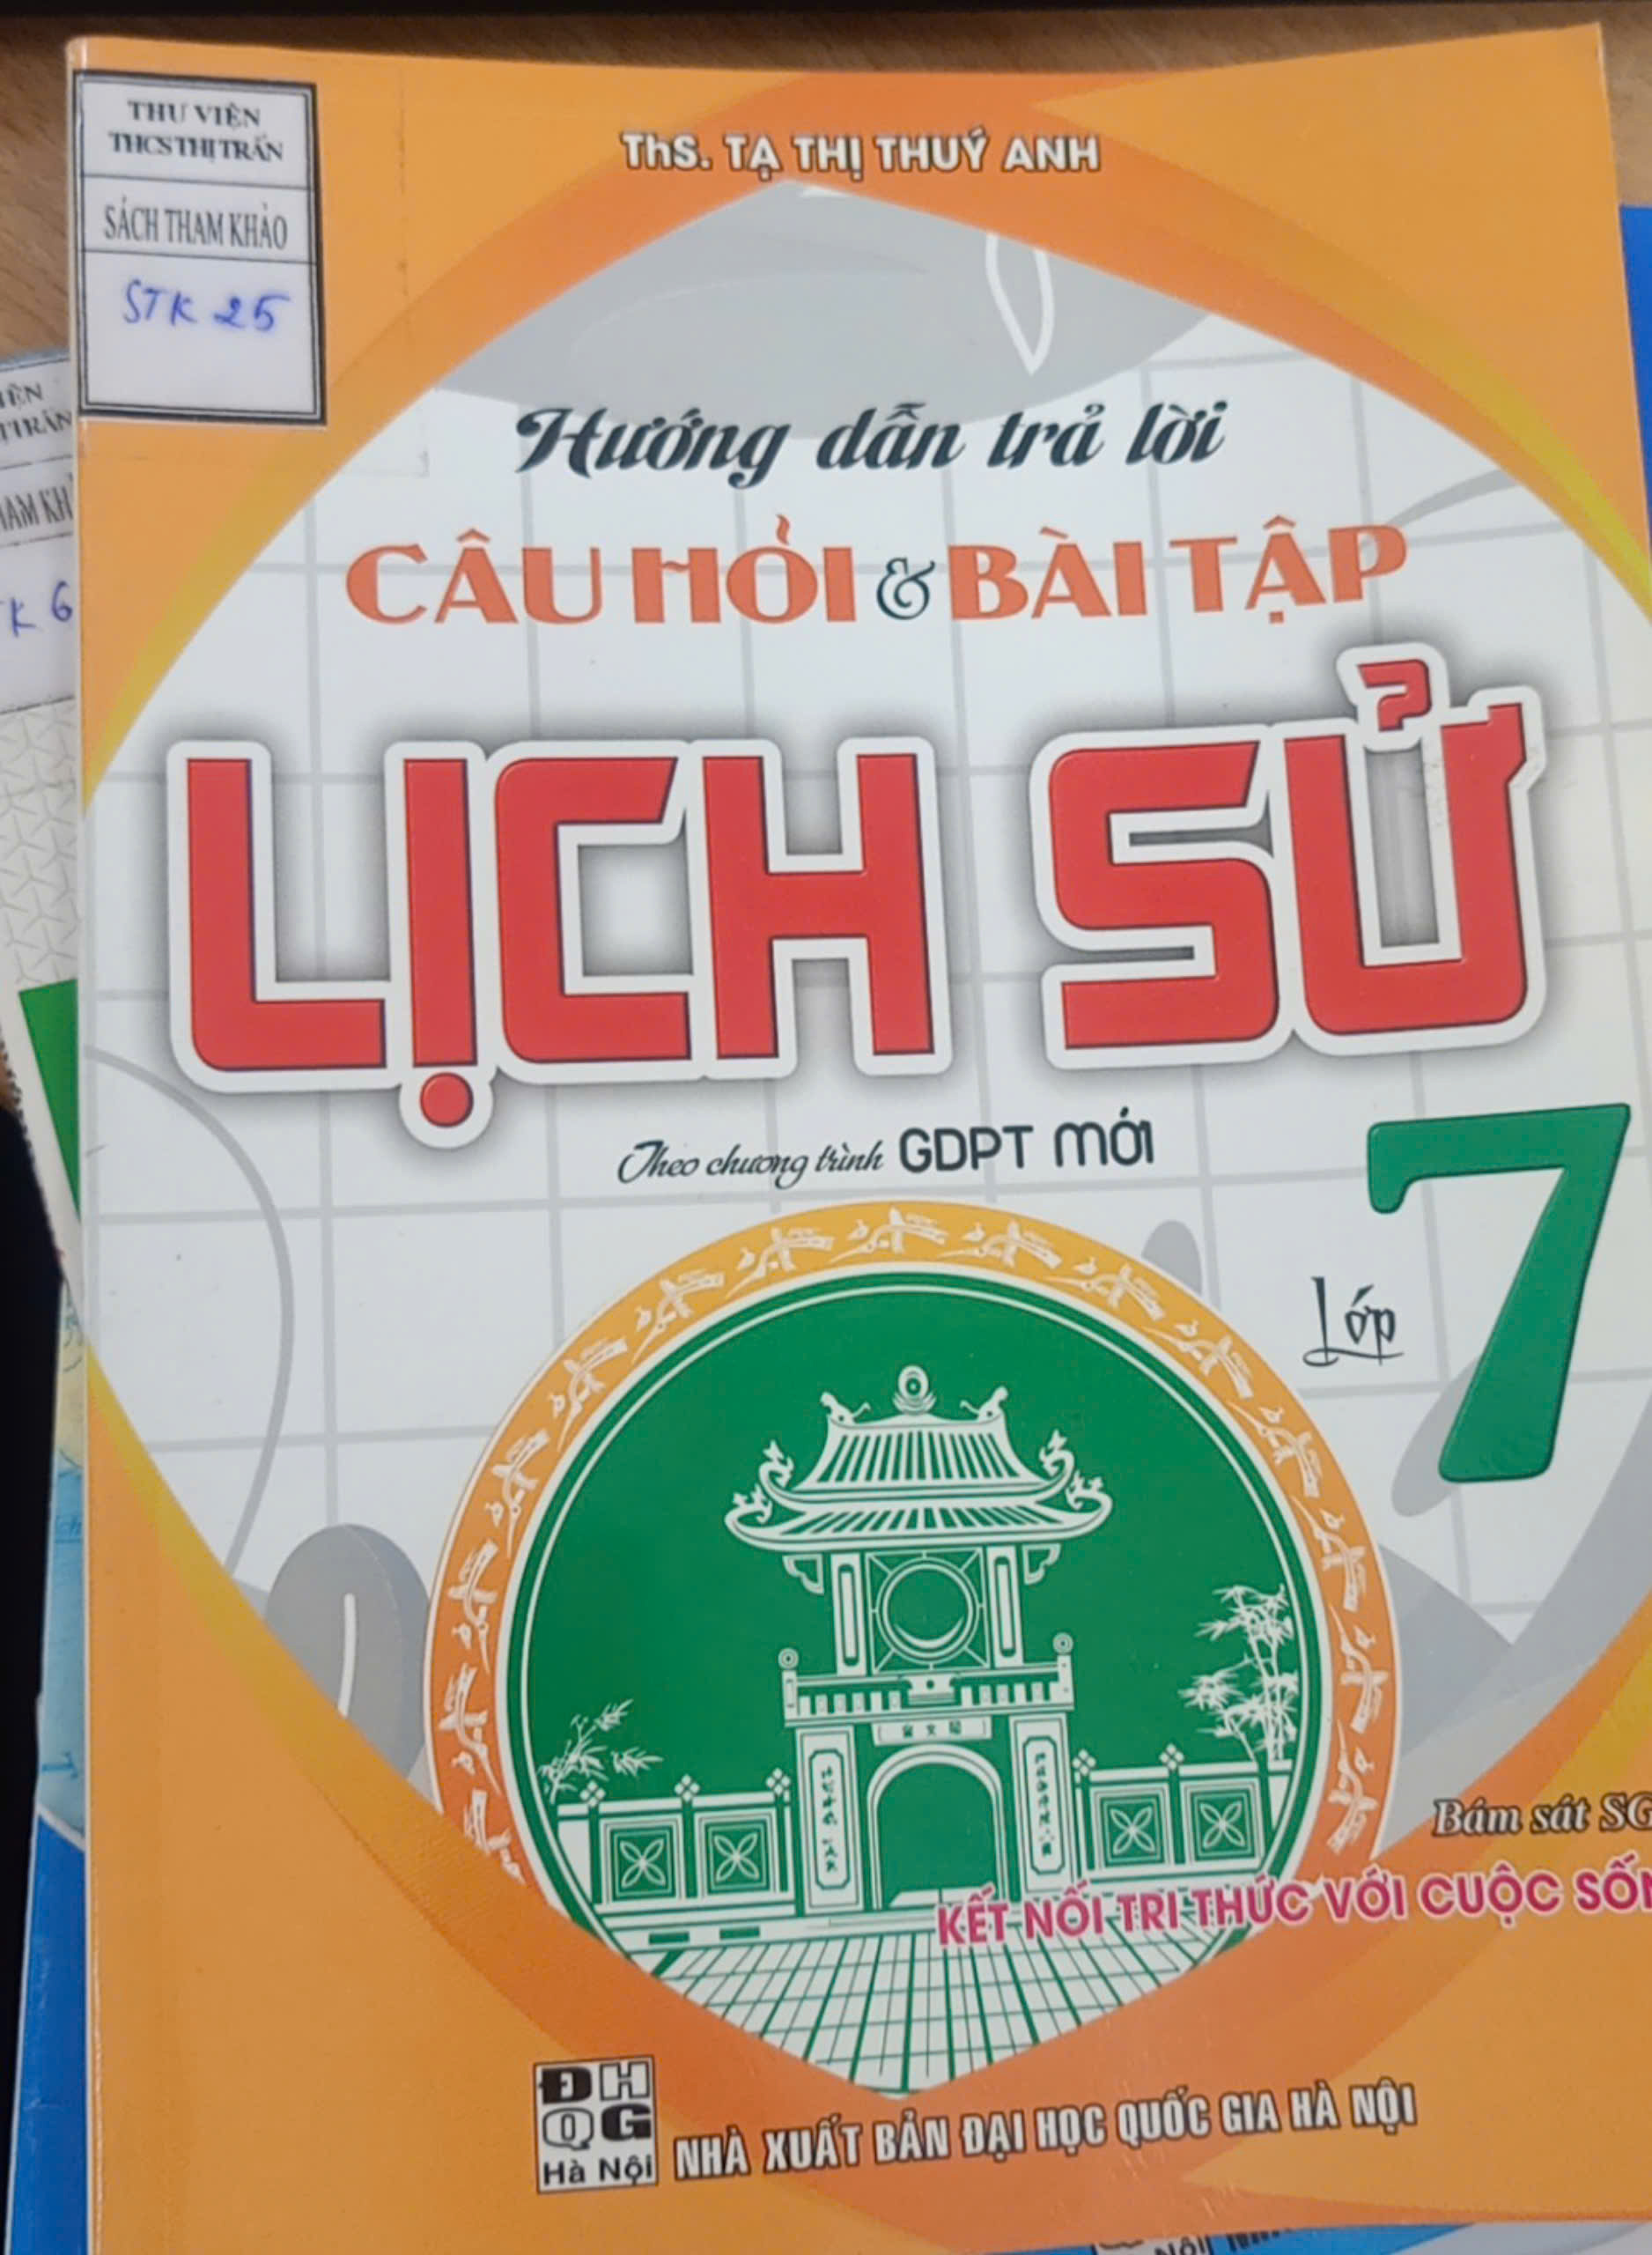 THƯ VIỆN
THCS THỊ TRẤN
SÁCH THAM KHẢO
STK 25
ThS. TẠ THỊ THUÝ ANH
Hướng dẫn trả lời
CÂU HỎI & BÀI TẬP
LỊCH SỬ
Theo chương trình GDPT MỚI
Lớp 7
Bám sát SG
KẾT NỐI TRI THỨC VỚI CUỘC SỐN
ĐH
QG
Hà Nội
NHÀ XUẤT BẢN ĐẠI HỌC QUỐC GIA HÀ NỘI
K 6